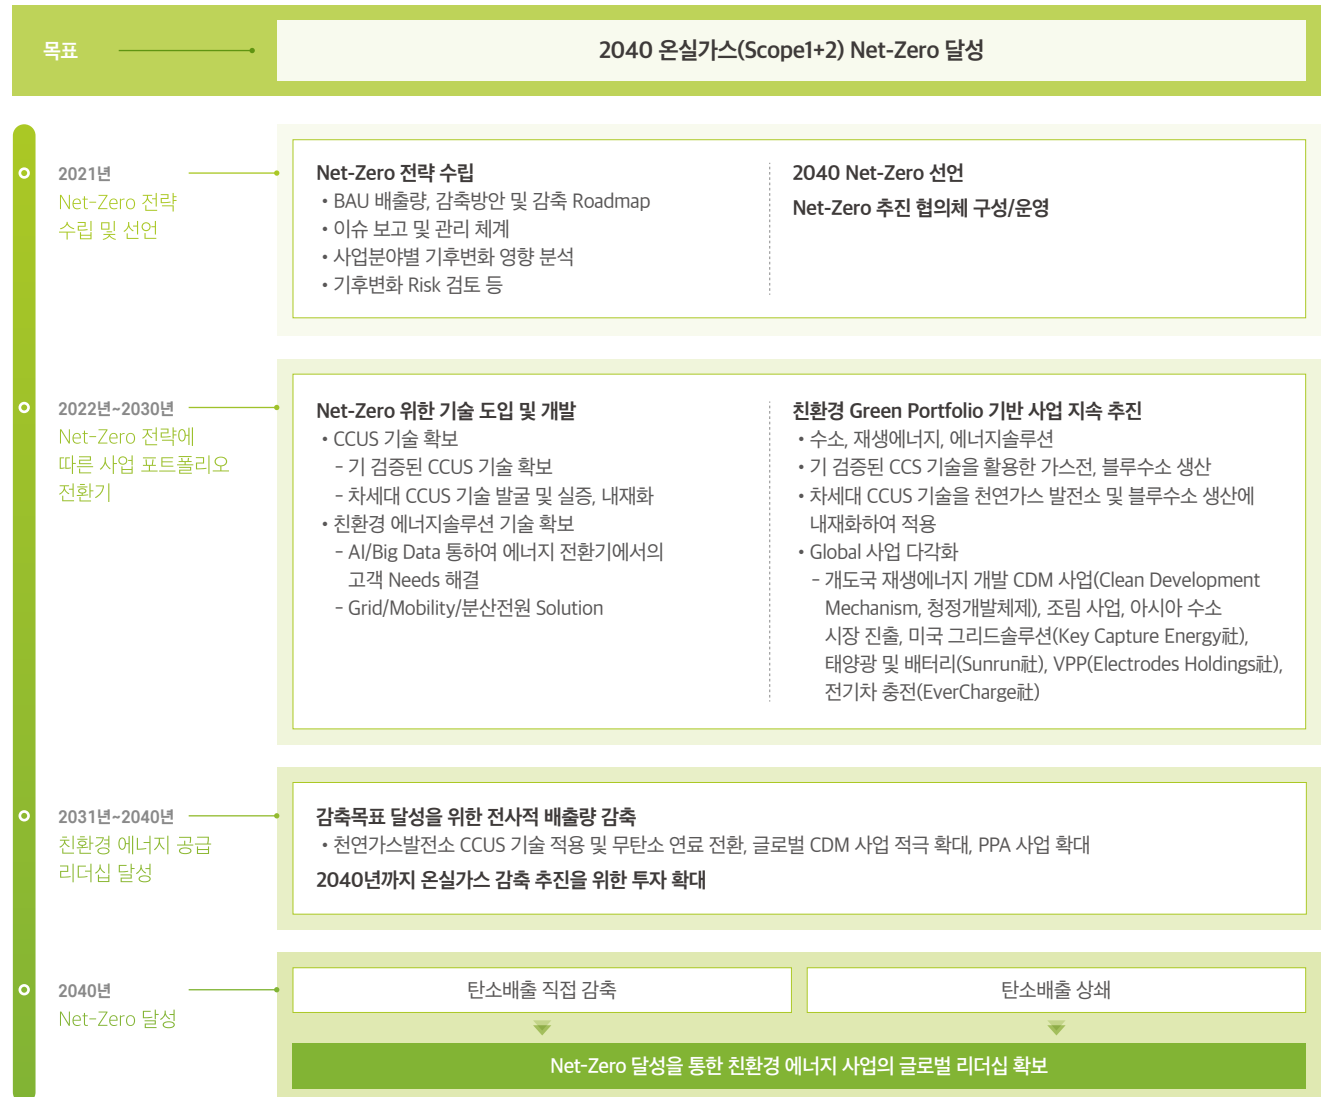 목표
2040 온실가스(Scope1+2) Net-Zero 달성
2021년
Net-Zero 전략
수립 및 선언
Net-Zero 전략 수립
• BAU 배출량, 감축방안 및 감축 Roadmap
• 이슈 보고 및 관리 체계
• 사업분야별 기후변화 영향 분석
• 기후변화 Risk 검토 등
2040 Net-Zero 선언
Net-Zero 추진 협의체 구성/운영
2022년~2030년
Net-Zero 전략에
따른 사업 포트폴리오
전환기
Net-Zero 위한 기술 도입 및 개발
• CCUS 기술 확보
- 기 검증된 CCUS 기술 확보
- 차세대 CCUS 기술 발굴 및 실증, 내재화
• 친환경 에너지솔루션 기술 확보
- AI/Big Data 통하여 에너지 전환기에서의
고객 Needs 해결
- Grid/Mobility/분산전원 Solution
친환경 Green Portfolio 기반 사업 지속 추진
• 수소, 재생에너지, 에너지솔루션
• 기 검증된 CCS 기술을 활용한 가스전, 블루수소 생산
• 차세대 CCUS 기술을 천연가스 발전소 및 블루수소 생산에
내재화하여 적용
• Global 사업 다각화
- 개도국 재생에너지 개발 CDM 사업(Clean Development
Mechanism, 청정개발체제), 조림 사업, 아시아 수소
시장 진출, 미국 그리드솔루션(Key Capture Energy社),
태양광 및 배터리(Sunrun社), VPP(Electrodes Holdings社),
전기차 충전(EverCharge社)
2031년~2040년
친환경 에너지 공급
리더십 달성
감축목표 달성을 위한 전사적 배출량 감축
• 천연가스발전소 CCUS 기술 적용 및 무탄소 연료 전환, 글로벌 CDM 사업 적극 확대, PPA 사업 확대
2040년까지 온실가스 감축 추진을 위한 투자 확대
2040년
Net-Zero 달성
탄소배출 직접 감축
탄소배출 상쇄
Net-Zero 달성을 통한 친환경 에너지 사업의 글로벌 리더십 확보